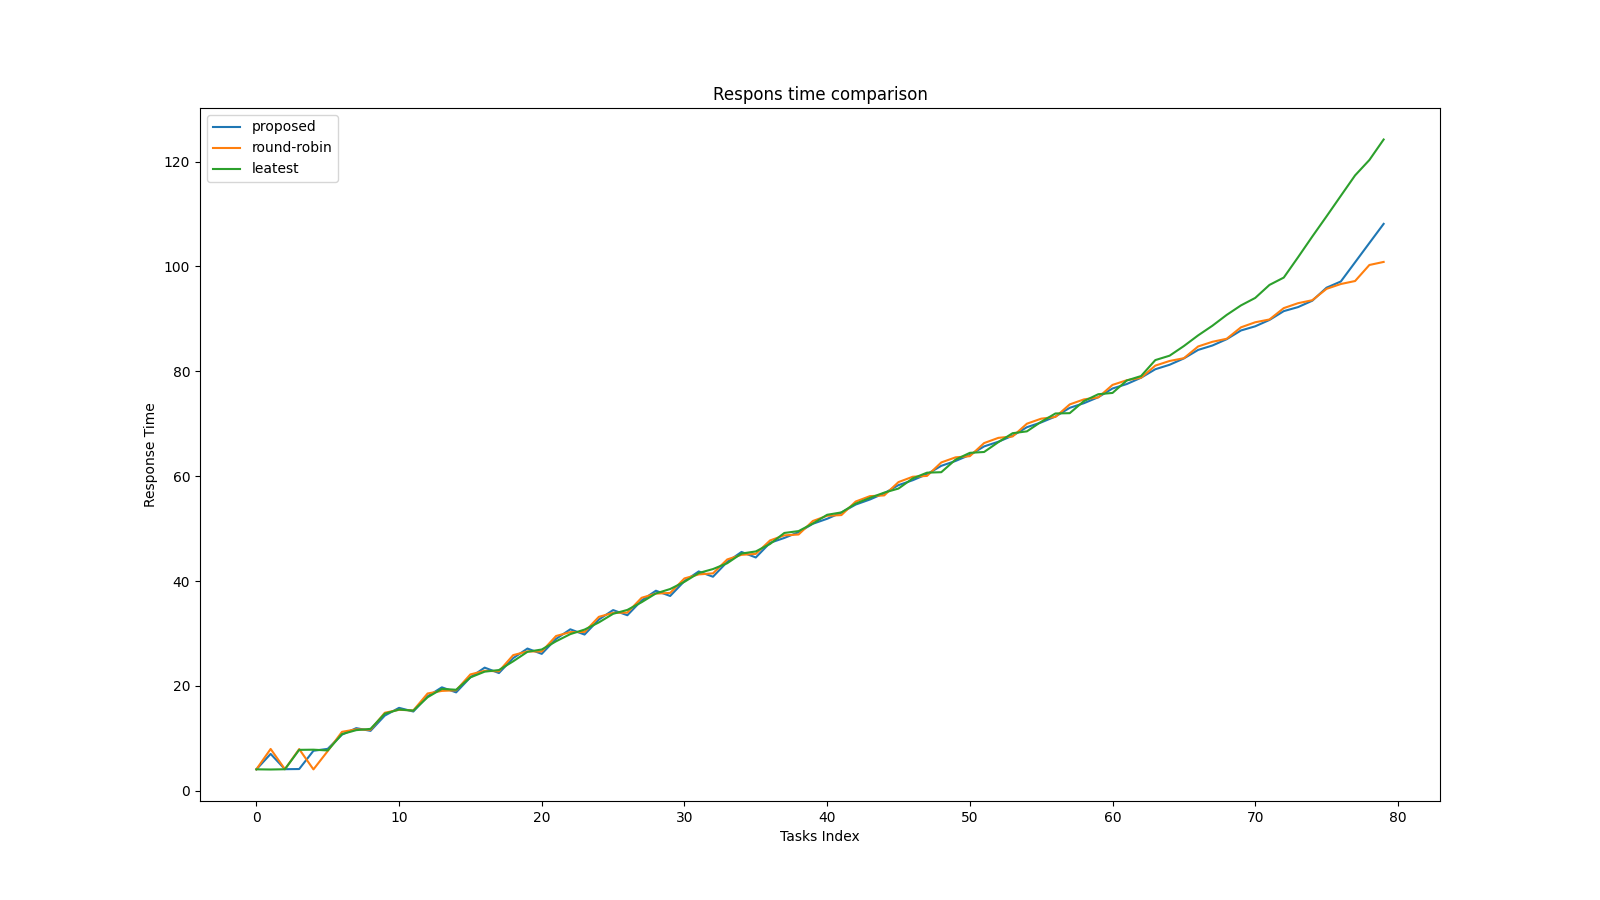 Respons time comparison
proposed
round-robin
leatest
120
100
80
60
40
20
0
Response Time
0 10 20 30 40 50 60 70 80
Tasks Index